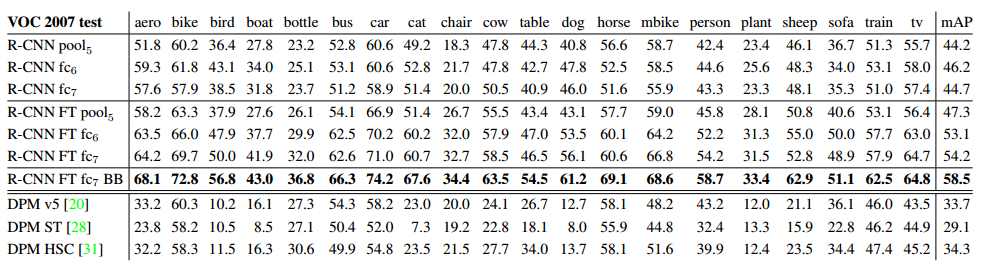 VOC 2007 test aero bike bird boat bottle bus car cat chair cow table dog horse mbike person plant sheep sofa train tv mAP
R-CNN pool5 51.8 60.2 36.4 27.8 23.2 52.8 60.6 49.2 18.3 47.8 44.3 40.8 56.6 58.7 42.4 23.4 46.1 36.7 51.3 55.7 44.2
R-CNN fc6 59.3 61.8 43.1 34.0 25.1 53.1 60.6 52.8 21.7 47.8 42.7 47.8 52.5 58.5 44.6 25.6 48.3 34.0 53.1 58.0 46.2
R-CNN fc7 57.6 57.9 38.5 31.8 23.7 51.2 58.9 51.4 20.0 50.5 40.9 46.0 51.6 55.9 43.3 23.3 48.1 35.3 51.0 57.4 44.7
R-CNN FT pool5 58.2 63.3 37.9 27.6 26.1 54.1 66.9 51.4 26.7 55.5 43.4 43.1 57.7 59.0 45.8 28.1 50.8 40.6 53.1 56.4 47.3
R-CNN FT fc6 63.5 66.0 47.9 37.7 29.9 62.5 70.2 60.2 32.0 57.9 47.0 53.5 60.1 64.2 52.2 31.3 55.0 50.0 57.7 63.0 53.1
R-CNN FT fc7 64.2 69.7 50.0 41.9 32.0 62.6 71.0 60.7 32.7 58.5 46.5 56.1 60.6 66.8 54.2 31.5 52.8 48.9 57.9 64.7 54.2
R-CNN FT fc7 BB 68.1 72.8 56.8 43.0 36.8 66.3 74.2 67.6 34.4 63.5 54.5 61.2 69.1 68.6 58.7 33.4 62.9 51.1 62.5 64.8 58.5
DPM v5 [20] 33.2 60.3 10.2 16.1 27.3 54.3 58.2 23.0 20.0 24.1 26.7 12.7 58.1 48.2 43.2 12.0 21.1 36.1 46.0 43.5 33.7
DPM ST [28] 23.8 58.2 10.5 8.5 27.1 50.4 52.0 7.3 19.2 22.8 18.1 8.0 55.9 44.8 32.4 13.3 15.9 22.8 46.2 44.9 29.1
DPM HSC [31] 32.2 58.3 11.5 16.3 30.6 49.9 54.8 23.5 21.5 27.7 34.0 13.7 58.1 51.6 39.9 12.4 23.5 34.4 47.4 45.2 34.3